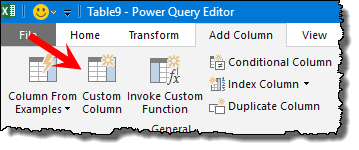 Table9 - Power Query Editor
File Home Transform Add Column View
Column From Examples
Custom Column
Invoke Custom Function
Conditional Column
Index Column
Duplicate Column
General